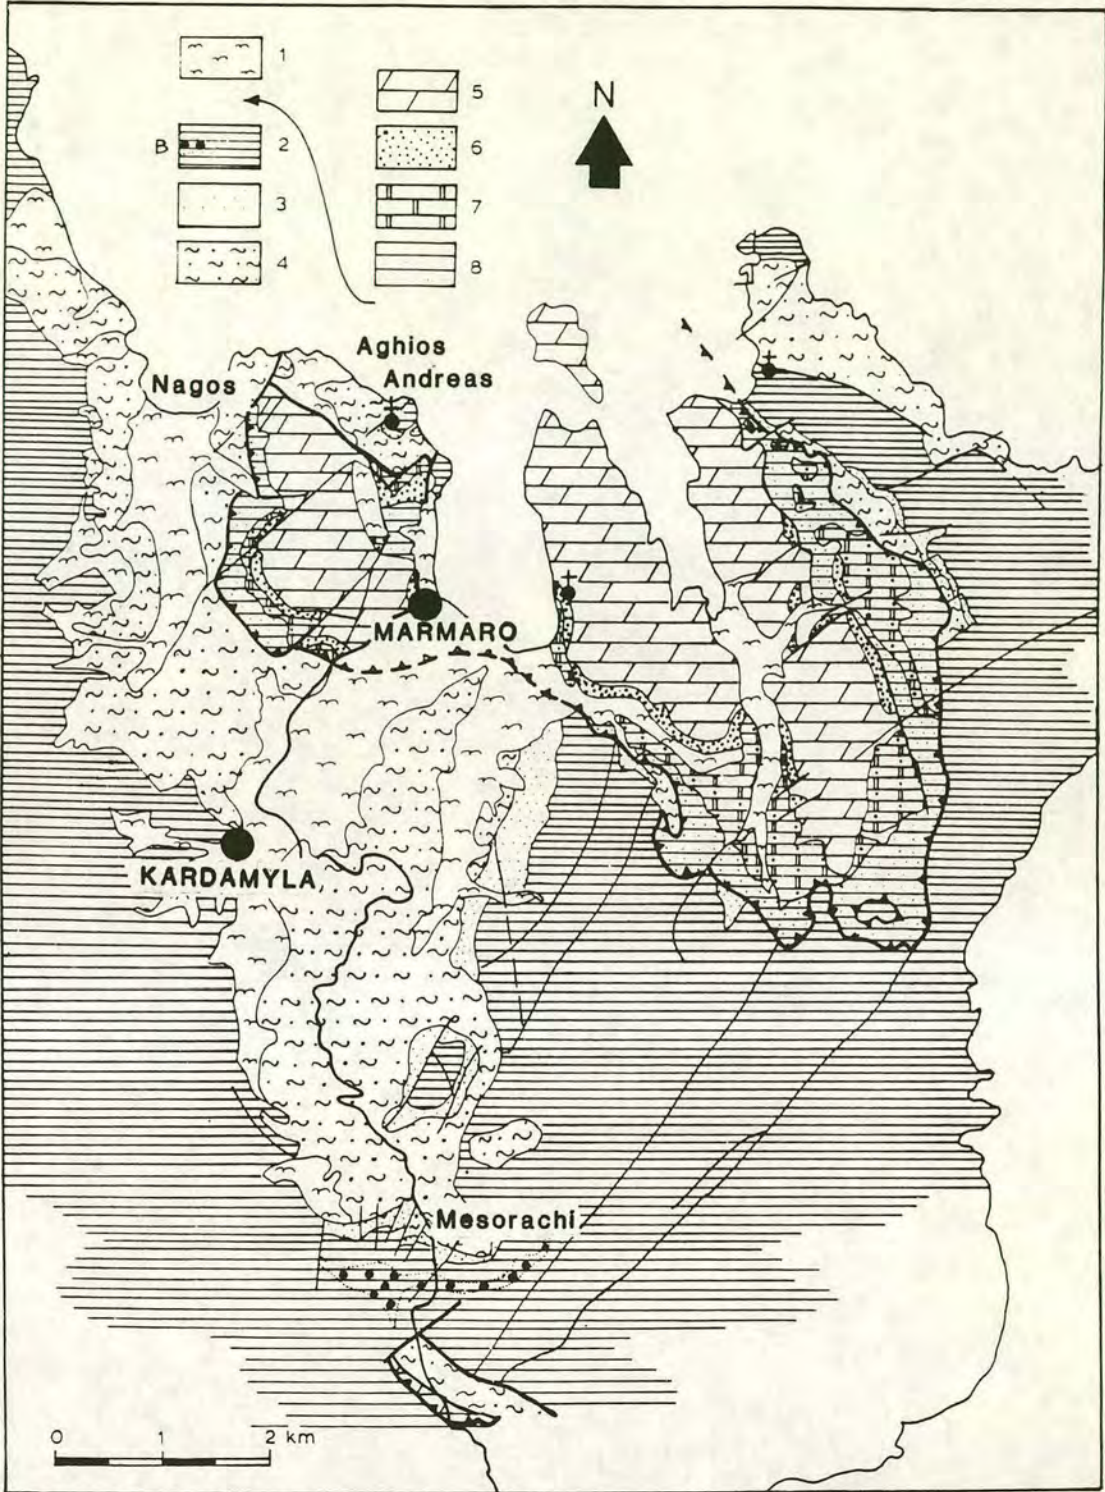 1
B 2
3
4
5
6
7
8
N
Aghios
Andreas
Nagos
MARMARO
KARDAMYLA
Mesorachi
0 1 2 km